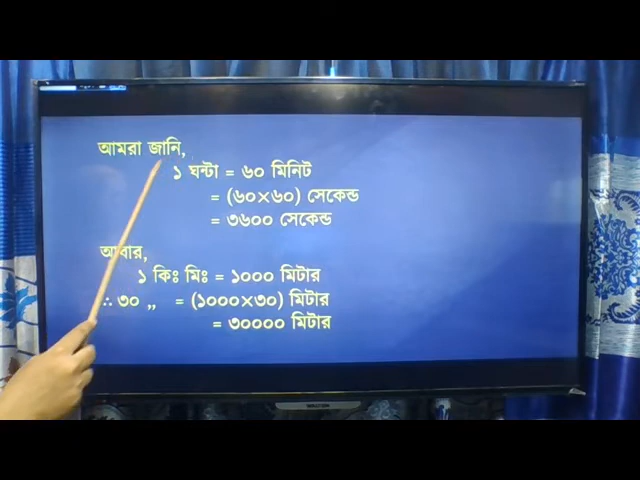 আমরা জানি,
১ ঘন্টা = ৬০ মিনিট
= (৬০×৬০) সেকেন্ড
= ৩৬০০ সেকেন্ড
আবার,
১ কিঃ মিঃ = ১০০০ মিটার
∴ ৩০ ,, = (১০০০×৩০) মিটার
= ৩০০০০ মিটার